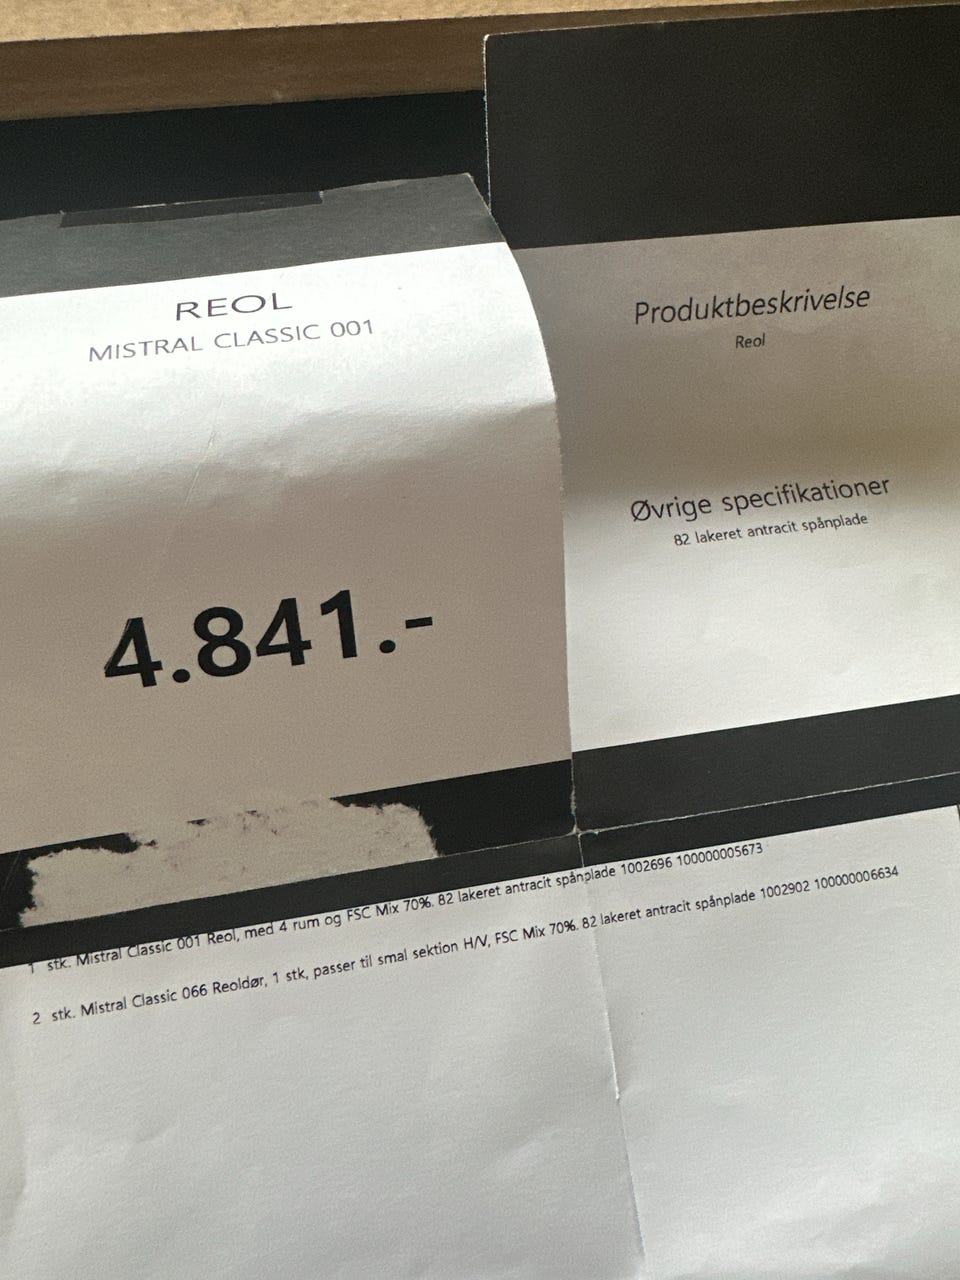 REOL
MISTRAL CLASSIC 001
4.841.-
Produktbeskrivelse
Reol
Øvrige specifikationer
82 lakeret antracit spånplade
1 stk. Mistral Classic 001 Reol, med 4 rum og FSC Mix 70%. 82 lakeret antracit spånplade 1002696 100000005673
2 stk. Mistral Classic 066 Reoldør, 1 stk, passer til smal sektion H/V, FSC Mix 70%. 82 lakeret antracit spånplade 1002902 100000006634